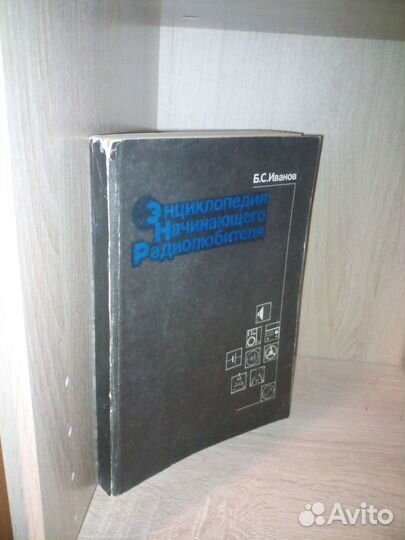 Б.С.Иванов
Энциклопедия
Начинающего
Радиолюбителя
Avito